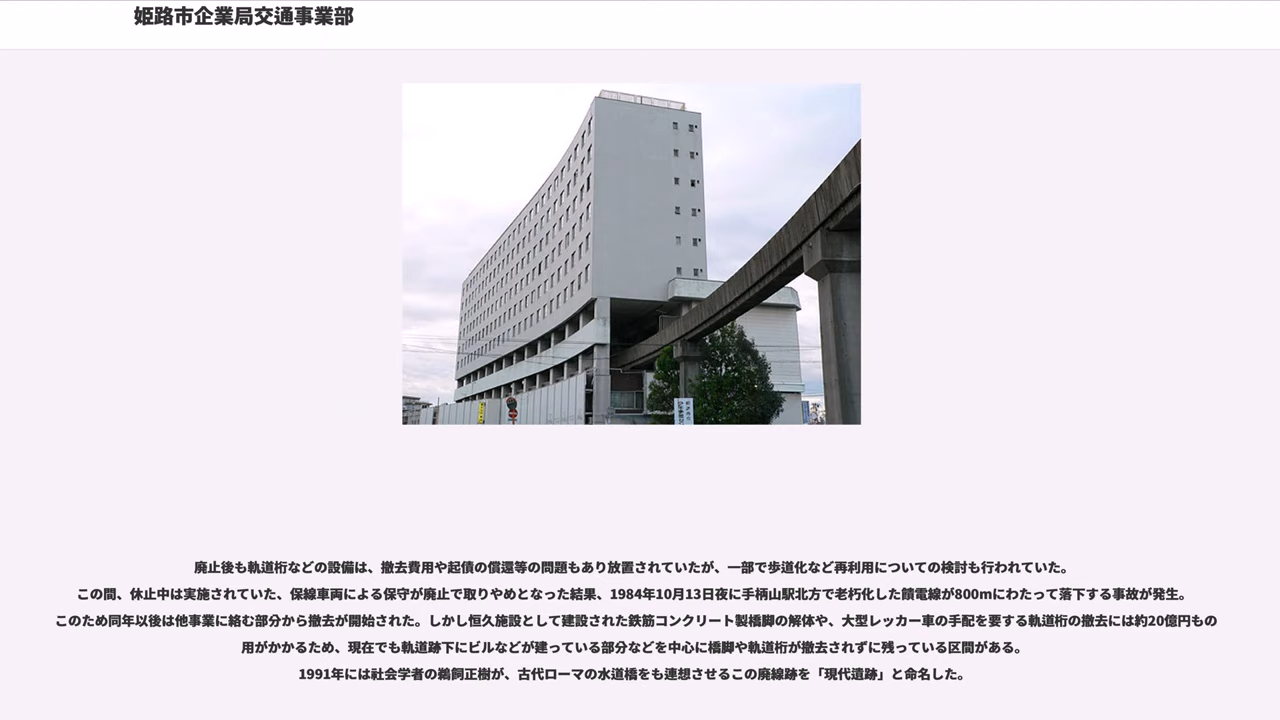 姫路市企業局交通事業部
廃止後も軌道桁などの設備は、撤去費用や起債の償還等の問題もあり放置されていたが、一部で歩道化など再利用についての検討も行われていた。
この間、休止中は実施されていた、保線車両による保守が廃止で取りやめとなった結果、1984年10月13日夜に手柄山駅北方で老朽化した饋電線が800mにわたって落下する事故が発生。
このため同年以後は他事業に絡む部分から撤去が開始された。しかし恒久施設として建設された鉄筋コンクリート製橋脚の解体や、大型レッカー車の手配を要する軌道桁の撤去には約20億円もの
用がかかるため、現在でも軌道跡下にビルなどが建っている部分などを中心に橋脚や軌道桁が撤去されずに残っている区間がある。
1991年には社会学者の鵜飼正樹が、古代ローマの水道橋をも連想させるこの廃線跡を「現代遺跡」と命名した。